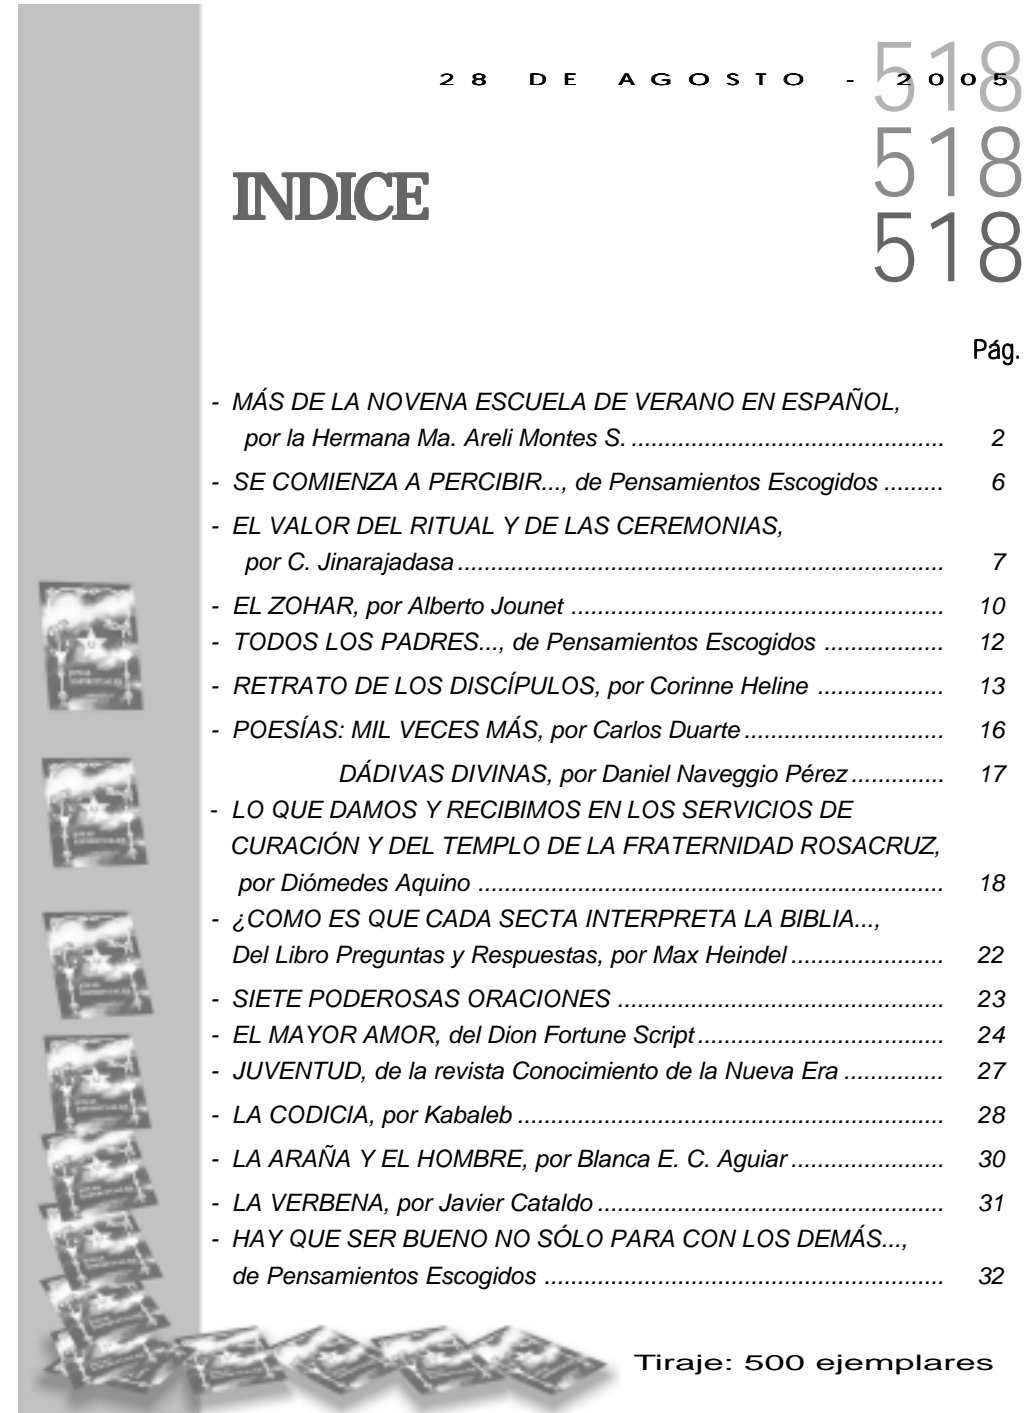 28 DE AGOSTO - 2005
518
518
518
INDICE
Pág.
- MÁS DE LA NOVENA ESCUELA DE VERANO EN ESPAÑOL,
por la Hermana Ma. Areli Montes S. ............................................... 2
- SE COMIENZA A PERCIBIR..., de Pensamientos Escogidos ......... 6
- EL VALOR DEL RITUAL Y DE LAS CEREMONIAS,
por C. Jinarajadasa ......................................................................... 7
- EL ZOHAR, por Alberto Jounet ........................................................ 10
- TODOS LOS PADRES..., de Pensamientos Escogidos .................. 12
- RETRATO DE LOS DISCÍPULOS, por Corinne Heline ................... 13
- POESÍAS: MIL VECES MÁS, por Carlos Duarte .............................. 16
DÁDIVAS DIVINAS, por Daniel Naveggio Pérez .............. 17
- LO QUE DAMOS Y RECIBIMOS EN LOS SERVICIOS DE
CURACIÓN Y DEL TEMPLO DE LA FRATERNIDAD ROSACRUZ,
por Diómedes Aquino ...................................................................... 18
- ¿COMO ES QUE CADA SECTA INTERPRETA LA BIBLIA...,
Del Libro Preguntas y Respuestas, por Max Heindel ....................... 22
- SIETE PODEROSAS ORACIONES ................................................. 23
- EL MAYOR AMOR, del Dion Fortune Script ..................................... 24
- JUVENTUD, de la revista Conocimiento de la Nueva Era ............... 27
- LA CODICIA, por Kabaleb ................................................................ 28
- LA ARAÑA Y EL HOMBRE, por Blanca E. C. Aguiar ....................... 30
- LA VERBENA, por Javier Cataldo .................................................... 31
- HAY QUE SER BUENO NO SÓLO PARA CON LOS DEMÁS...,
de Pensamientos Escogidos ............................................................ 32
Tiraje: 500 ejemplares